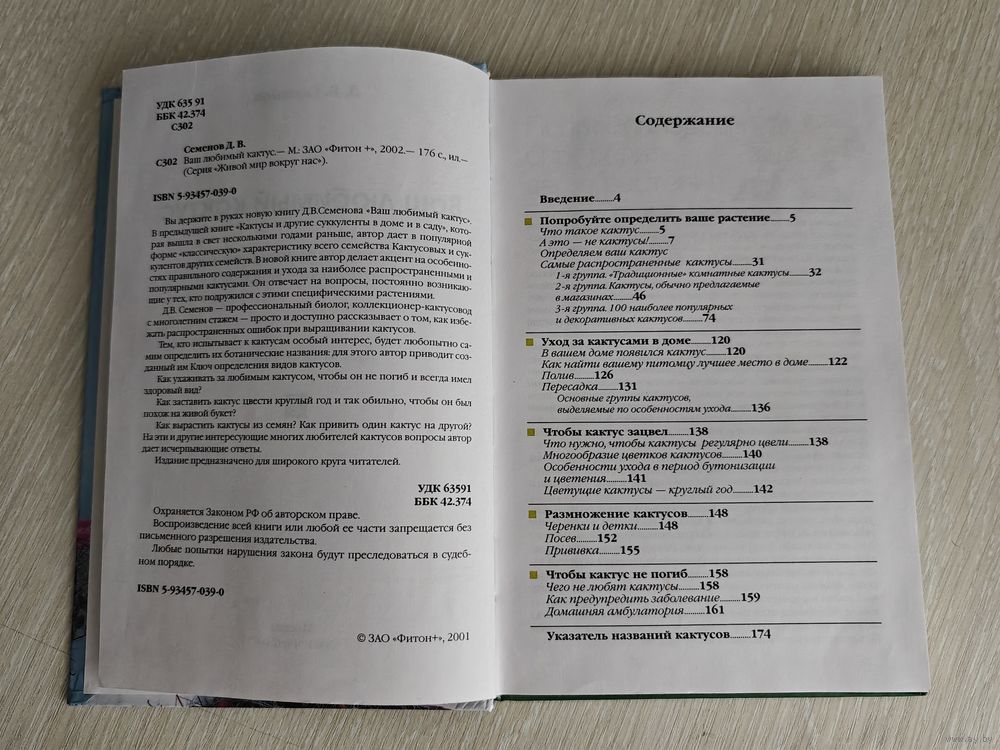 УДК 635 91
ББК 42.374
С302
Семенов Д. В.
С302 Ваш любимый кактус.— М.: ЗАО «Фитон +», 2002.— 176 с., ил.—
(Серия «Живой мир вокруг нас»).
ISBN 5-93457-039-0
Вы держите в руках новую книгу Д.В.Семенова «Ваш любимый кактус».
В предыдущей книге «Кактусы и другие суккуленты в доме и в саду», кото-
рая вышла в свет несколькими годами раньше, автор дает в популярной
форме «классическую» характеристику всего семейства Кактусовых и сук-
кулентов других семейств. В новой книге автор делает акцент на особенно-
стях правильного содержания и ухода за наиболее распространенными и
популярными кактусами. Он отвечает на вопросы, постоянно возникаю-
щие у тех, кто подружился с этими специфическими растениями.
Д.В. Семенов — профессиональный биолог, коллекционер-кактусовод
с многолетним стажем — просто и доступно рассказывает о том, как избе-
жать распространенных ошибок при выращивании кактусов.
Тем, кто испытывает к кактусам особый интерес, будет любопытно са-
мим определить их ботанические названия: для этого автор приводит соз-
данный им Ключ определения видов кактусов.
Как ухаживать за любимым кактусом, чтобы он не погиб и всегда имел
здоровый вид?
Как заставить кактус цвести круглый год и так обильно, чтобы он был
похож на живой букет?
Как вырастить кактусы из семян? Как привить один кактус на другой?
На эти и другие интересующие многих любителей кактусов вопросы автор
дает исчерпывающие ответы.
Издание предназначено для широкого круга читателей.
УДК 63591
ББК 42.374
Охраняется Законом РФ об авторском праве.
Воспроизведение всей книги или любой ее части запрещается без
письменного разрешения издательства.
Любые попытки нарушения закона будут преследоваться в судеб-
ном порядке.
ISBN 5-93457-039-0
© ЗАО «Фитон+», 2001
Содержание
Введение.........4
Попробуйте определить ваше растение.........5
Что такое кактус.........5
А это — не кактусы!.........7
Определяем ваш кактус
Самые распространенные кактусы.........31
1-я группа. «Традиционные» комнатные кактусы.........32
2-я группа. Кактусы, обычно предлагаемые
в магазинах.........46
3-я группа. 100 наиболее популярных
и декоративных кактусов.........74
Уход за кактусами в доме.........120
В вашем доме появился кактус.........120
Как найти вашему питомцу лучшее место в доме.........122
Полив.........126
Пересадка.........131
Основные группы кактусов,
выделяемые по особенностям ухода.........136
Чтобы кактус зацвел.........138
Что нужно, чтобы кактусы регулярно цвели.........138
Многообразие цветков кактусов.........140
Особенности ухода в период бутонизации
и цветения.........141
Цветущие кактусы — круглый год.........142
Размножение кактусов.........148
Черенки и детки.........148
Посев.........152
Прививка.........155
Чтобы кактус не погиб.........158
Чего не любят кактусы.........158
Как предупредить заболевание.........159
Домашняя амбулатория.........161
Указатель названий кактусов.........174
www.ay.by